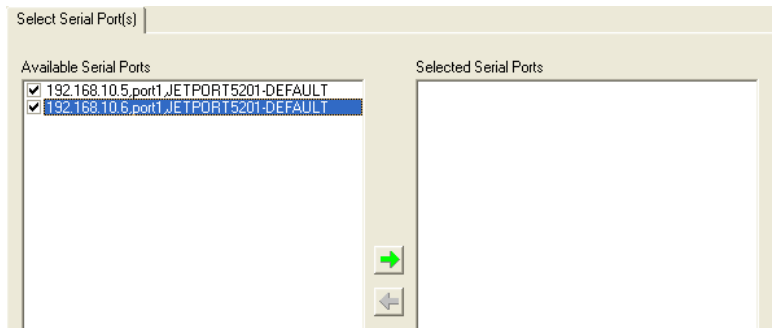 Select Serial Port(s)
Available Serial Ports
Selected Serial Ports
192.168.10.5,port1,JETPORT5201-DEFAULT
192.168.10.6,port1,JETPORT5201-DEFAULT